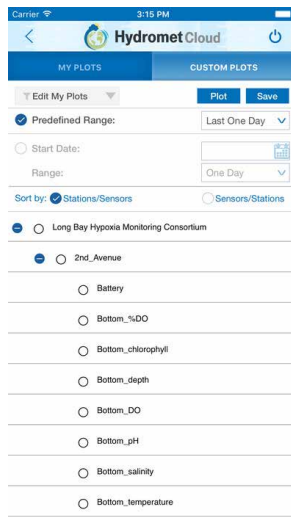 Carrier 3:15 PM
Hydromet Cloud
MY PLOTS CUSTOM PLOTS
Edit My Plots Plot Save
Predefined Range: Last One Day
Start Date:
Range: One Day
Sort by: Stations/Sensors Sensors/Stations
Long Bay Hypoxia Monitoring Consortium
2nd_Avenue
Battery
Bottom_%DO
Bottom_chlorophyll
Bottom_depth
Bottom_DO
Bottom_pH
Bottom_salinity
Bottom_temperature